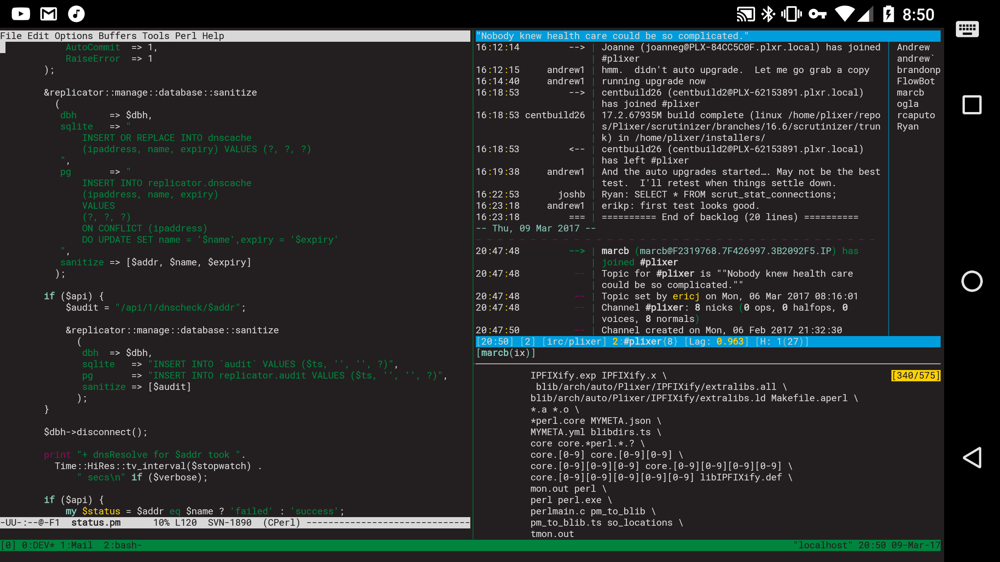 8:50
File Edit Options Buffers Tools Perl Help
            AutoCommit  => 1,
            RaiseError  => 1
        );

        &replicator::manage::database::sanitize
          (
           dbh      => $dbh,
           sqlite   => "
               INSERT OR REPLACE INTO dnscache
               (ipaddress, name, expiry) VALUES (?, ?, ?)
           ",
           pg       => "
               INSERT INTO replicator.dnscache
               (ipaddress, name, expiry)
               VALUES
               (?, ?, ?)
               ON CONFLICT (ipaddress)
               DO UPDATE SET name = '$name',expiry = '$expiry'
           ",
           sanitize => [$addr, $name, $expiry]
          );

        if ($api) {
            $audit = "/api/1/dnscheck/$addr";

            &replicator::manage::database::sanitize
              (
               dbh  => $dbh,
               sqlite   => "INSERT INTO `audit` VALUES ($ts, '', '', ?)",
               pg       => "INSERT INTO replicator.audit VALUES ($ts, '', '', ?)",
               sanitize => [$audit]
              );
        }

        $dbh->disconnect();

        print "+ dnsResolve for $addr took ".
          Time::HiRes::tv_interval($stopwatch) .
              " secs\n" if ($verbose);

        if ($api) {
            my $status = $addr eq $name ? 'failed' : 'success';
-UU-:--@-F1  status.pm      10% L120  SVN-1890  (CPerl) ------------------------------
"Nobody knew health care could be so complicated."
16:12:14         --> | Joanne (joanneg@PLX-84CC5C0F.plxr.local) has joined
                     | #plixer
16:12:15     andrew1 | hmm.  didn't auto upgrade.  Let me go grab a copy
16:14:40     andrew1 | running upgrade now
16:18:53         --> | centbuild26 (centbuild2@PLX-62153891.plxr.local)
                     | has joined #plixer
16:18:53 centbuild26 | 17.2.67935M build complete (linux /home/plixer/repo
                     | s/Plixer/scrutinizer/branches/16.6/scrutinizer/trun
                     | k) in /home/plixer/installers/
16:18:53         <-- | centbuild26 (centbuild2@PLX-62153891.plxr.local)
                     | has left #plixer
16:19:38     andrew1 | And the auto upgrades started…. May not be the best
                     | test.  I'll retest when things settle down.
16:22:53       joshb | Ryan: SELECT * FROM scrut_stat_connections;
16:23:18     andrew1 | erikp: first test looks good.
16:23:18         === | ========== End of backlog (20 lines) ==========
-- Thu, 09 Mar 2017 --
- - - - - - - - - - - - - - - - - - - - - - - - - - - - - - - - - - - - -
20:47:48         --> | marcb (marcb@F2319768.7F426997.3B2092F5.IP) has
                     | joined #plixer
20:47:48          -- | Topic for #plixer is ""Nobody knew health care
                     | could be so complicated.""
20:47:48          -- | Topic set by ericj on Mon, 06 Mar 2017 08:16:01
20:47:48          -- | Channel #plixer: 8 nicks (0 ops, 0 halfops, 0
                     | voices, 8 normals)
20:47:50          -- | Channel created on Mon, 06 Feb 2017 21:32:30
Andrew
andrew`
brandonp
FlowBot
marcb
ogla
rcaputo
Ryan
[20:50] [2] [irc/plixer] 2:#plixer{8} [Lag: 0.963] [H: 1(27)]
[marcb(ix)]
[340/575]
          IPFIXify.exp IPFIXify.x \
           blib/arch/auto/Plixer/IPFIXify/extralibs.all \
          blib/arch/auto/Plixer/IPFIXify/extralibs.ld Makefile.aperl \
          *.a *.o \
          *perl.core MYMETA.json \
          MYMETA.yml blibdirs.ts \
          core core.*perl.*.? \
          core.[0-9] core.[0-9][0-9] \
          core.[0-9][0-9][0-9] core.[0-9][0-9][0-9][0-9] \
          core.[0-9][0-9][0-9][0-9][0-9] libIPFIXify.def \
          mon.out perl \
          perl perl.exe \
          perlmain.c pm_to_blib \
          pm_to_blib.ts so_locations \
          tmon.out
[0] 0:DEV* 1:Mail  2:bash-
"localhost" 20:50 09-Mar-17